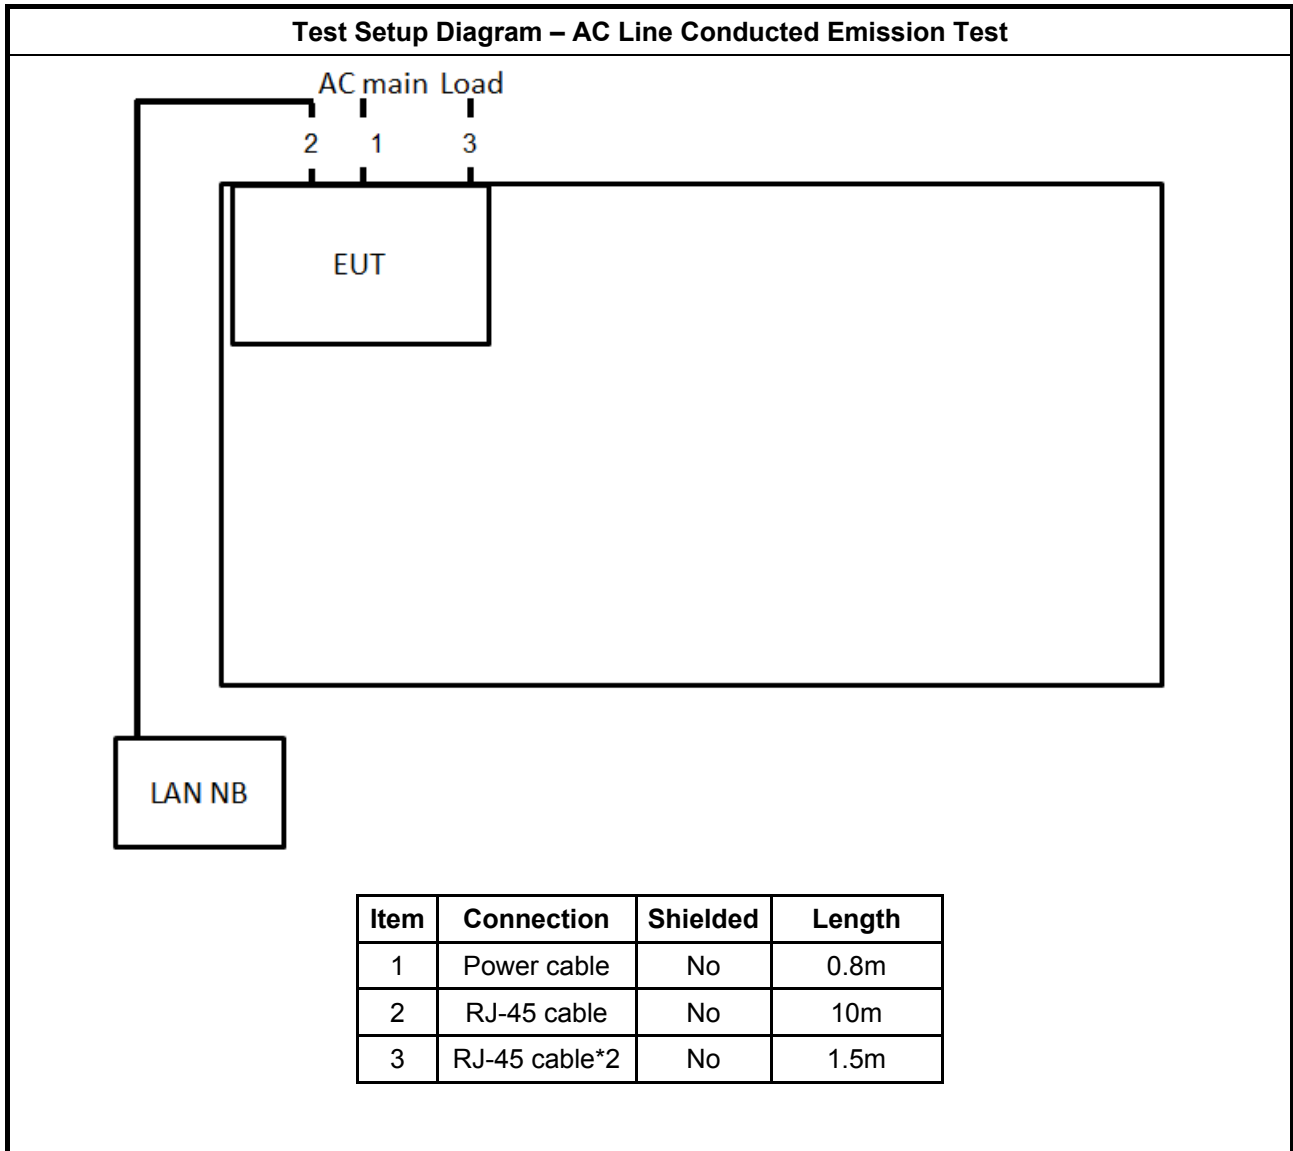 Test Setup Diagram – AC Line Conducted Emission Test
AC main Load
2 1 3
EUT
LAN NB
Item Connection Shielded Length
1 Power cable No 0.8m
2 RJ-45 cable No 10m
3 RJ-45 cable*2 No 1.5m